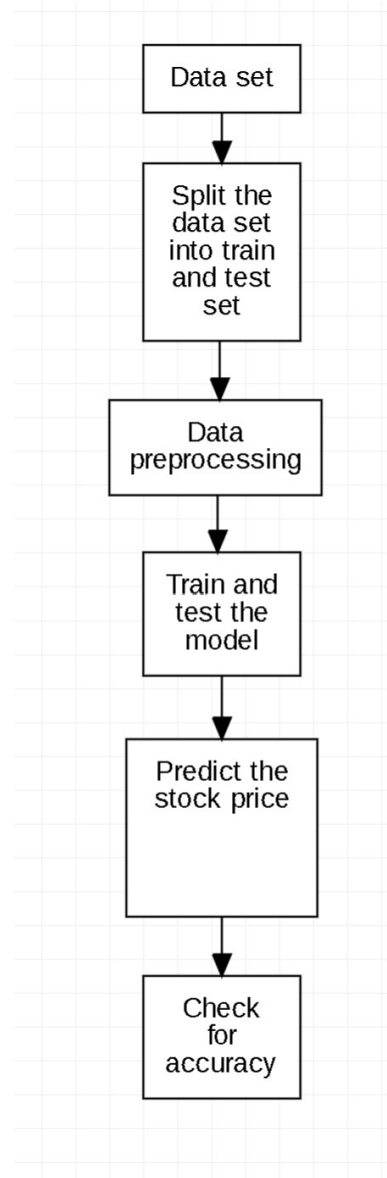 Data set
Split the
data set
into train
and test
set
Data
preprocessing
Train and
test the
model
Predict the
stock price
Check
for
accuracy